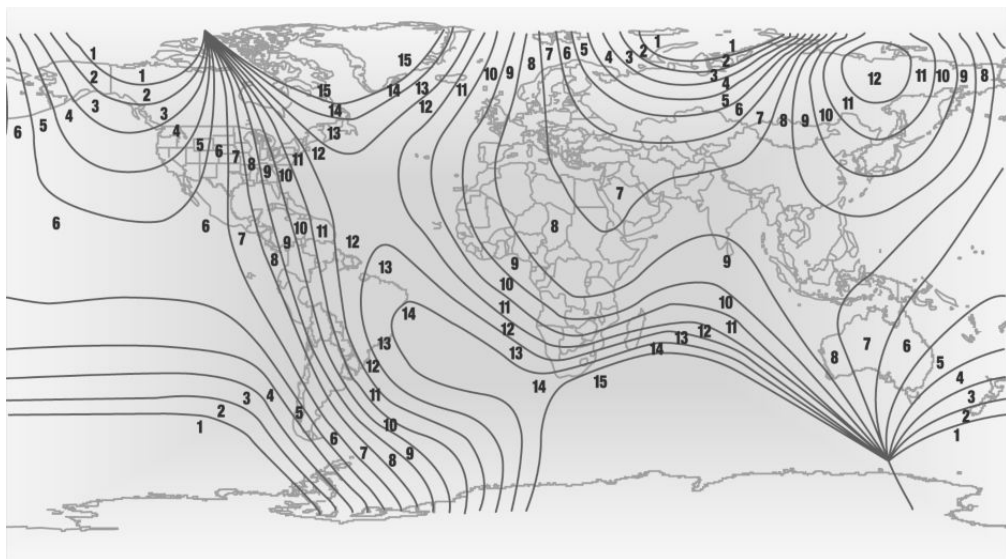 1 15 10 9 8 7 6 5 4 3 2 1 12 11 10 9 8
2 1 15 14 13 11 2
3 2 14 12 3 11
4 3 13 4 10
6 5 4 5 6 7 8 9
5 6 7 8 9 10 11 12
6 6 7 8 9 10 11 12 13 8 7
9 10 9
11 10
14 12 11 12 13 11
13 12 13 14 15 14 8 7 6 5
1 2 3 4 5 6 7 8 9 10 11 4 3 2 1